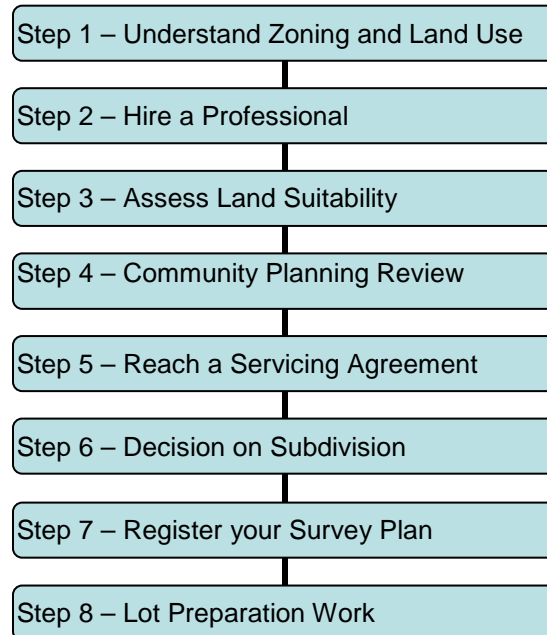 Step 1 – Understand Zoning and Land Use
Step 2 – Hire a Professional
Step 3 – Assess Land Suitability
Step 4 – Community Planning Review
Step 5 – Reach a Servicing Agreement
Step 6 – Decision on Subdivision
Step 7 – Register your Survey Plan
Step 8 – Lot Preparation Work